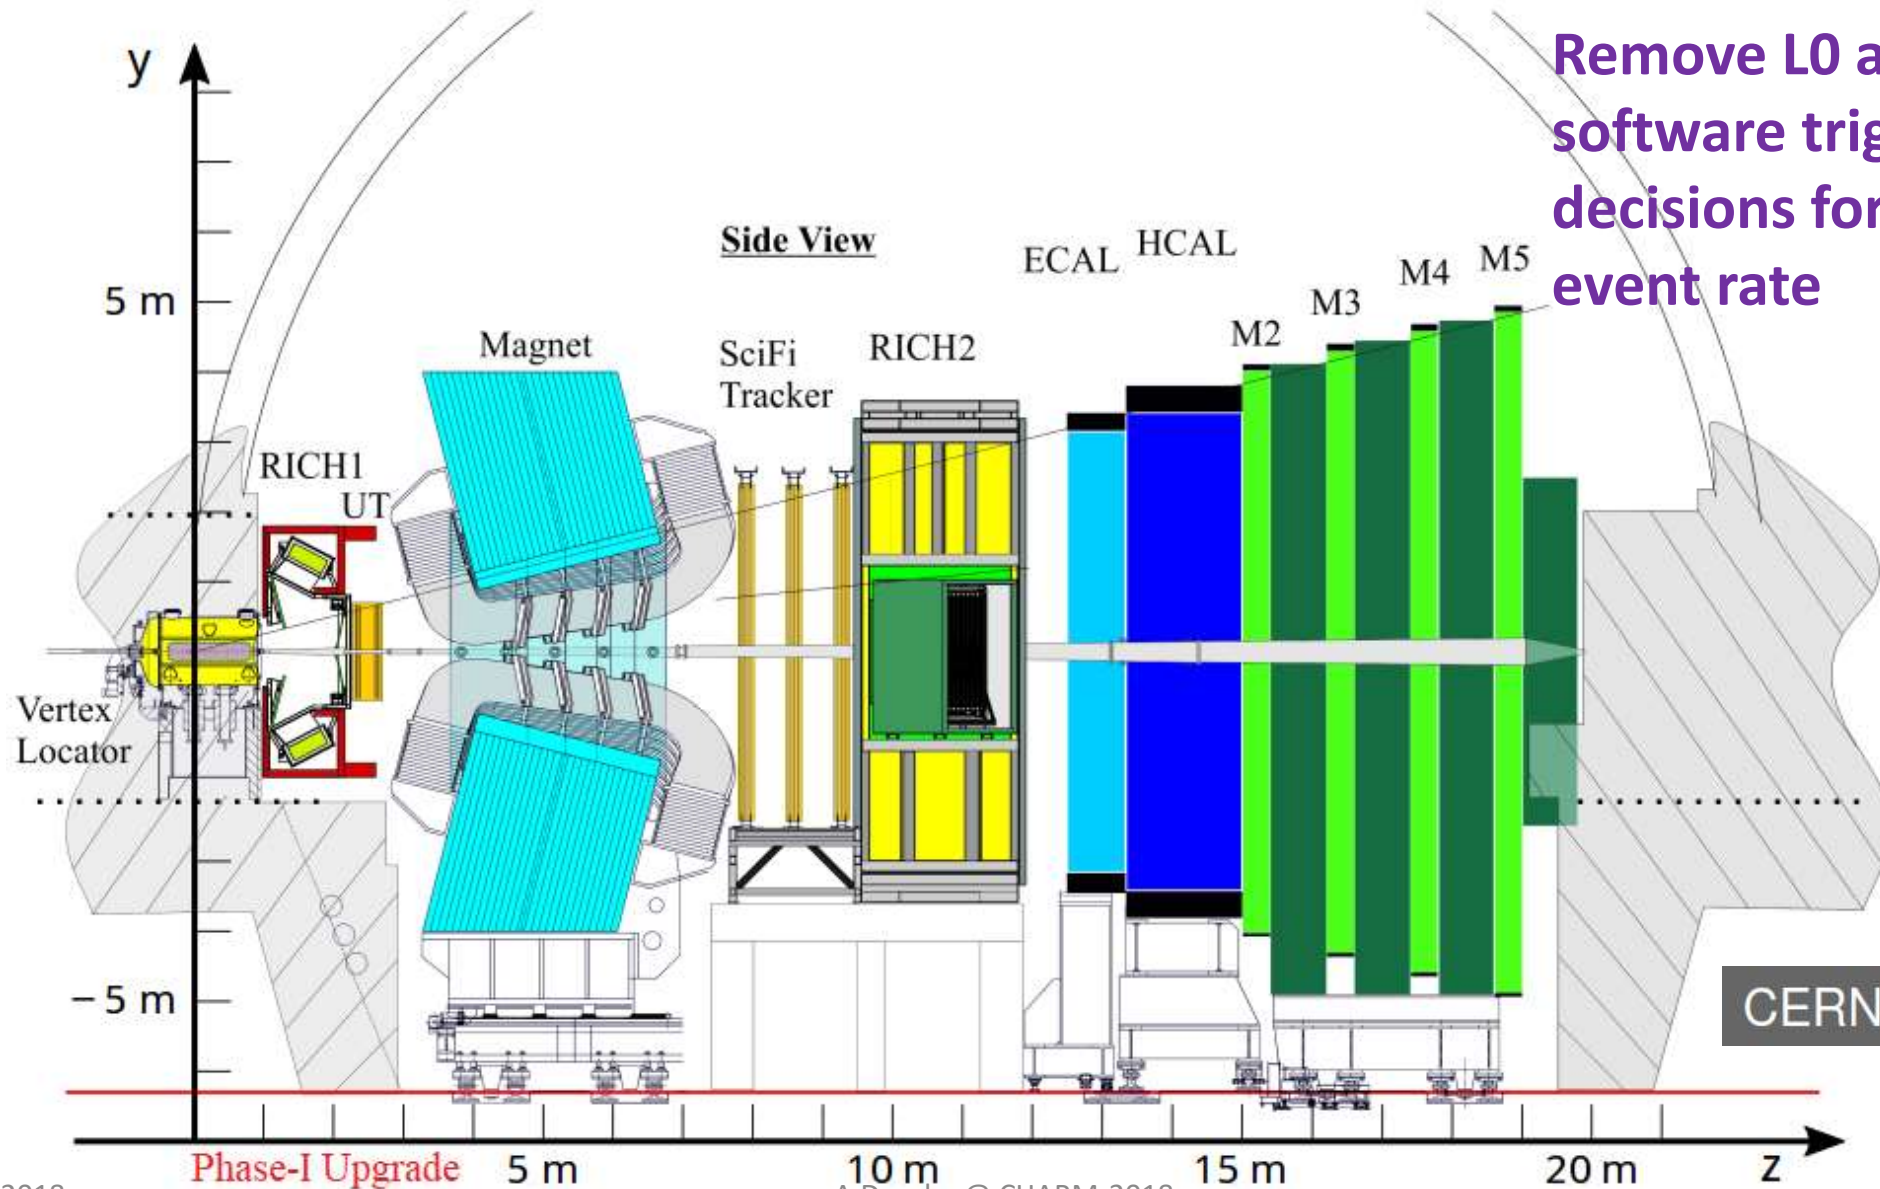 y
Remove L0 a
software trig
decisions for
event rate
Side View
ECAL
HCAL
M2
M3
M4
M5
5 m
Magnet
SciFi
Tracker
RICH2
RICH1
UT
Vertex
Locator
− 5 m
CERN
Phase-I Upgrade
5 m
10 m
15 m
20 m
z